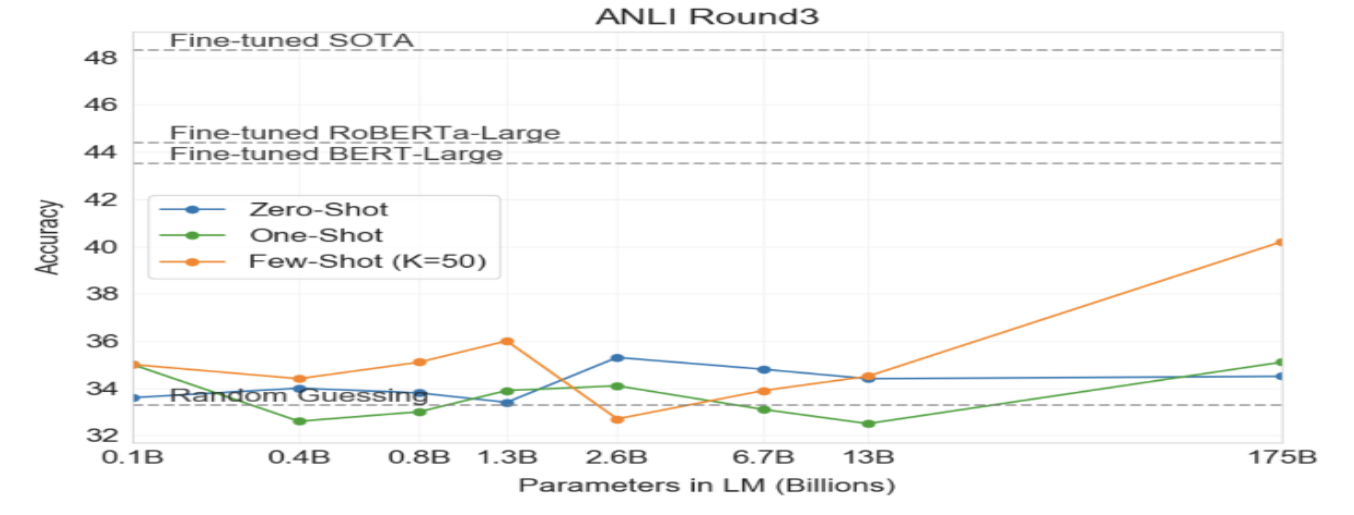 ANLI Round3
Fine-tuned SOTA
48
46
Fine-tuned RoBERTa-Large
44
Fine-tuned BERT-Large
42
Zero-Shot
One-Shot
40
Few-Shot (K=50)
Accuracy
38
36
34
Random Guessing
32
0.1B 0.4B 0.8B 1.3B 2.6B 6.7B 13B 175B
Parameters in LM (Billions)